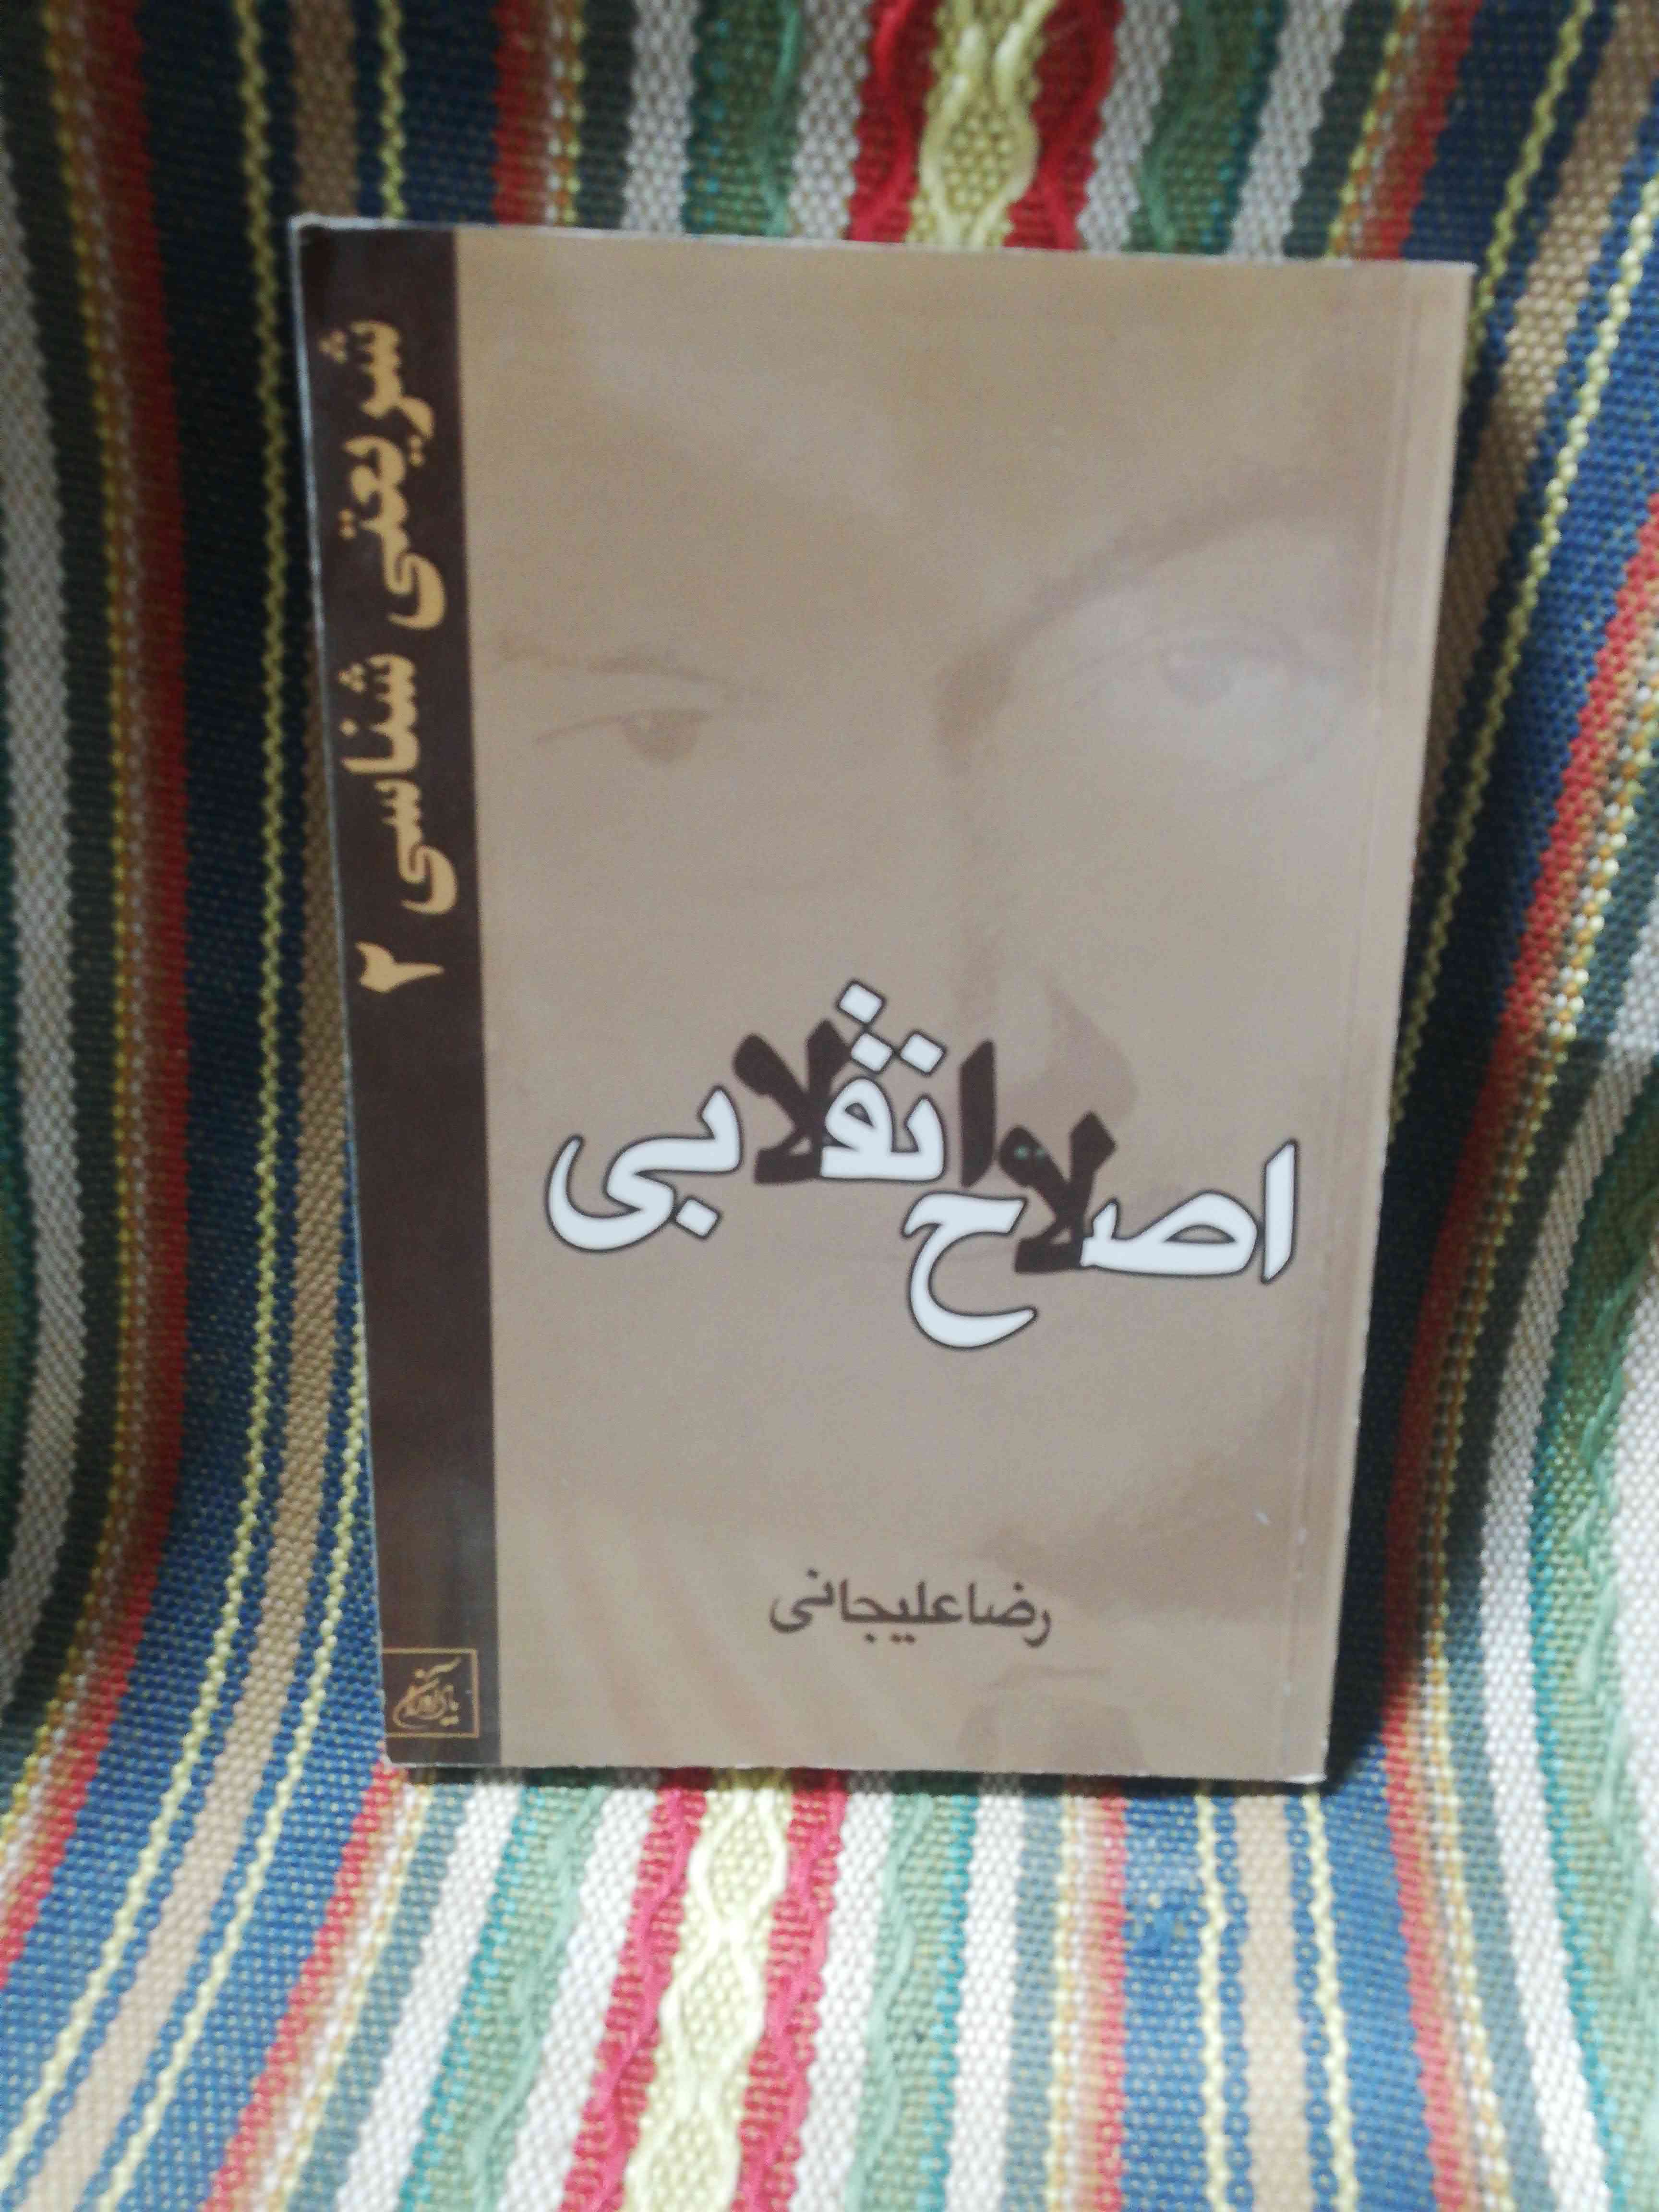 شریعتی شناسی ۲
اصلاح انقلابی
رضا علیجانی